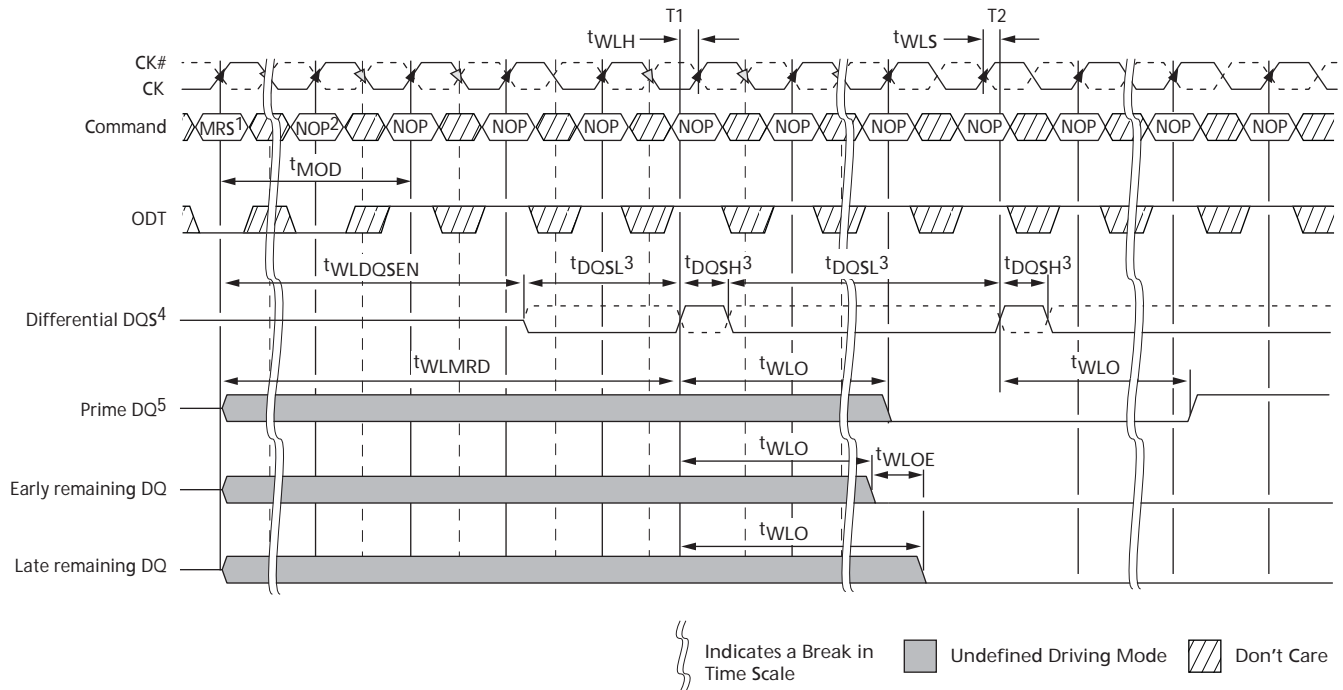 T1 T2
tWLH tWLS
CK#
CK
Command MRS1 NOP2 NOP NOP NOP NOP NOP NOP NOP NOP NOP NOP
tMOD
ODT
tWLDQSEN tDQSL3 tDQSH3 tDQSL3 tDQSH3
Differential DQS4
tWLMRD tWLO tWLO
Prime DQ5
tWLO tWLOE
Early remaining DQ
tWLO
Late remaining DQ
Indicates a Break in
Time Scale
Undefined Driving Mode
Don't Care